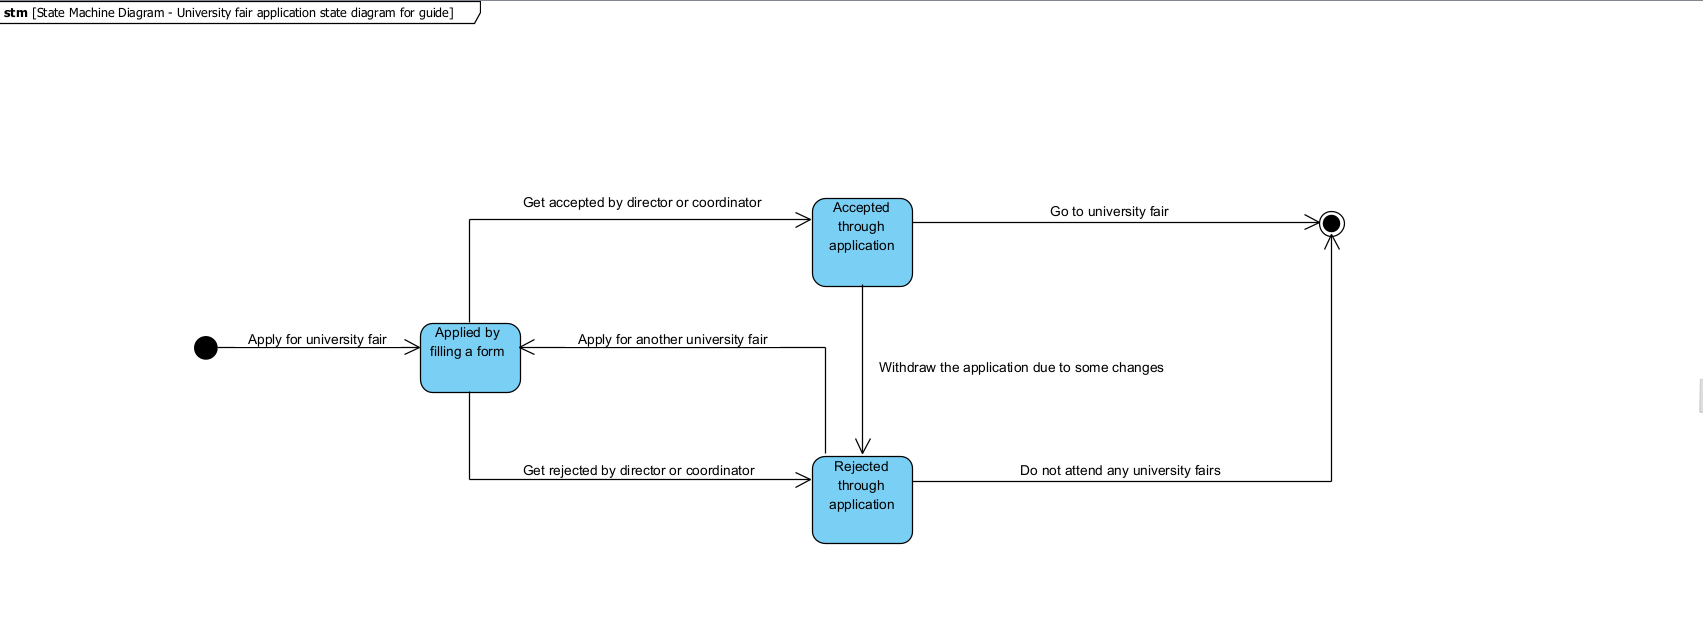 stm [State Machine Diagram - University fair application state diagram for guide]
Get accepted by director or coordinator
Accepted
through
application
Go to university fair
Apply for university fair
Applied by
filling a form
Apply for another university fair
Withdraw the application due to some changes
Get rejected by director or coordinator
Rejected
through
application
Do not attend any university fairs